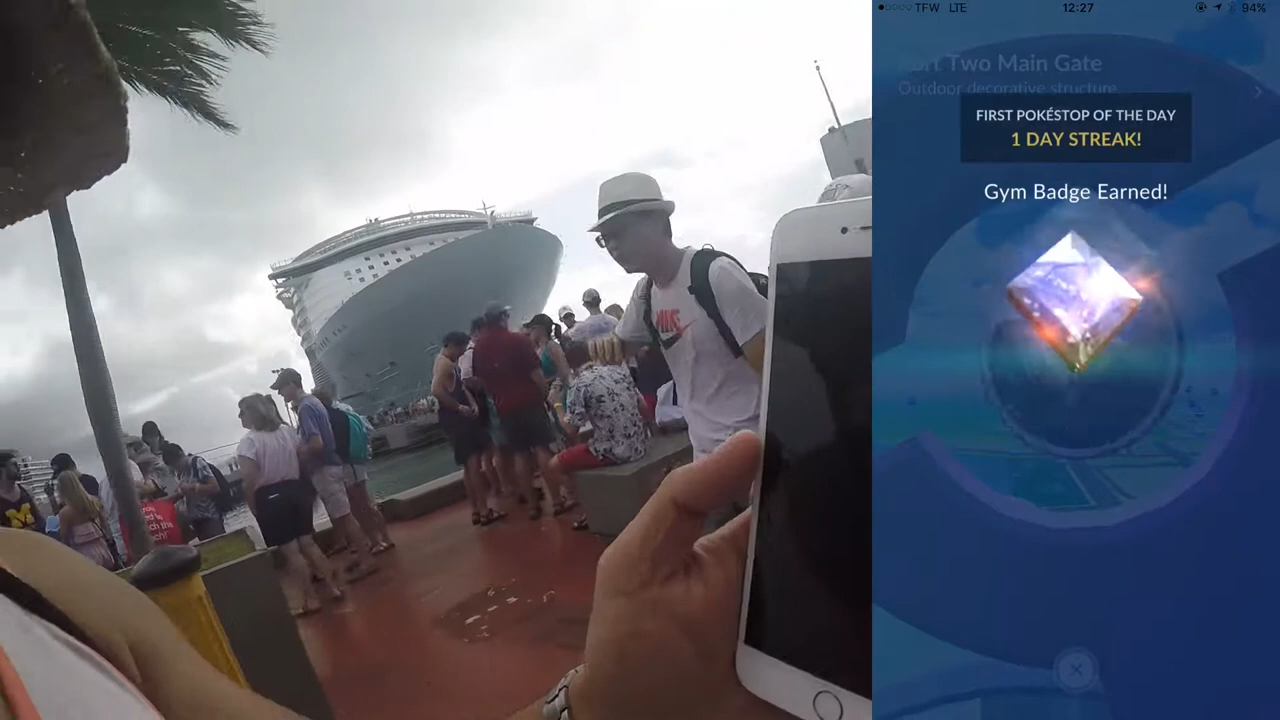 TFW LTE
12:27
94%
Two Main Gate
Outdoor decorative structure
FIRST POKÉSTOP OF THE DAY
1 DAY STREAK!
Gym Badge Earned!
NIKE
M